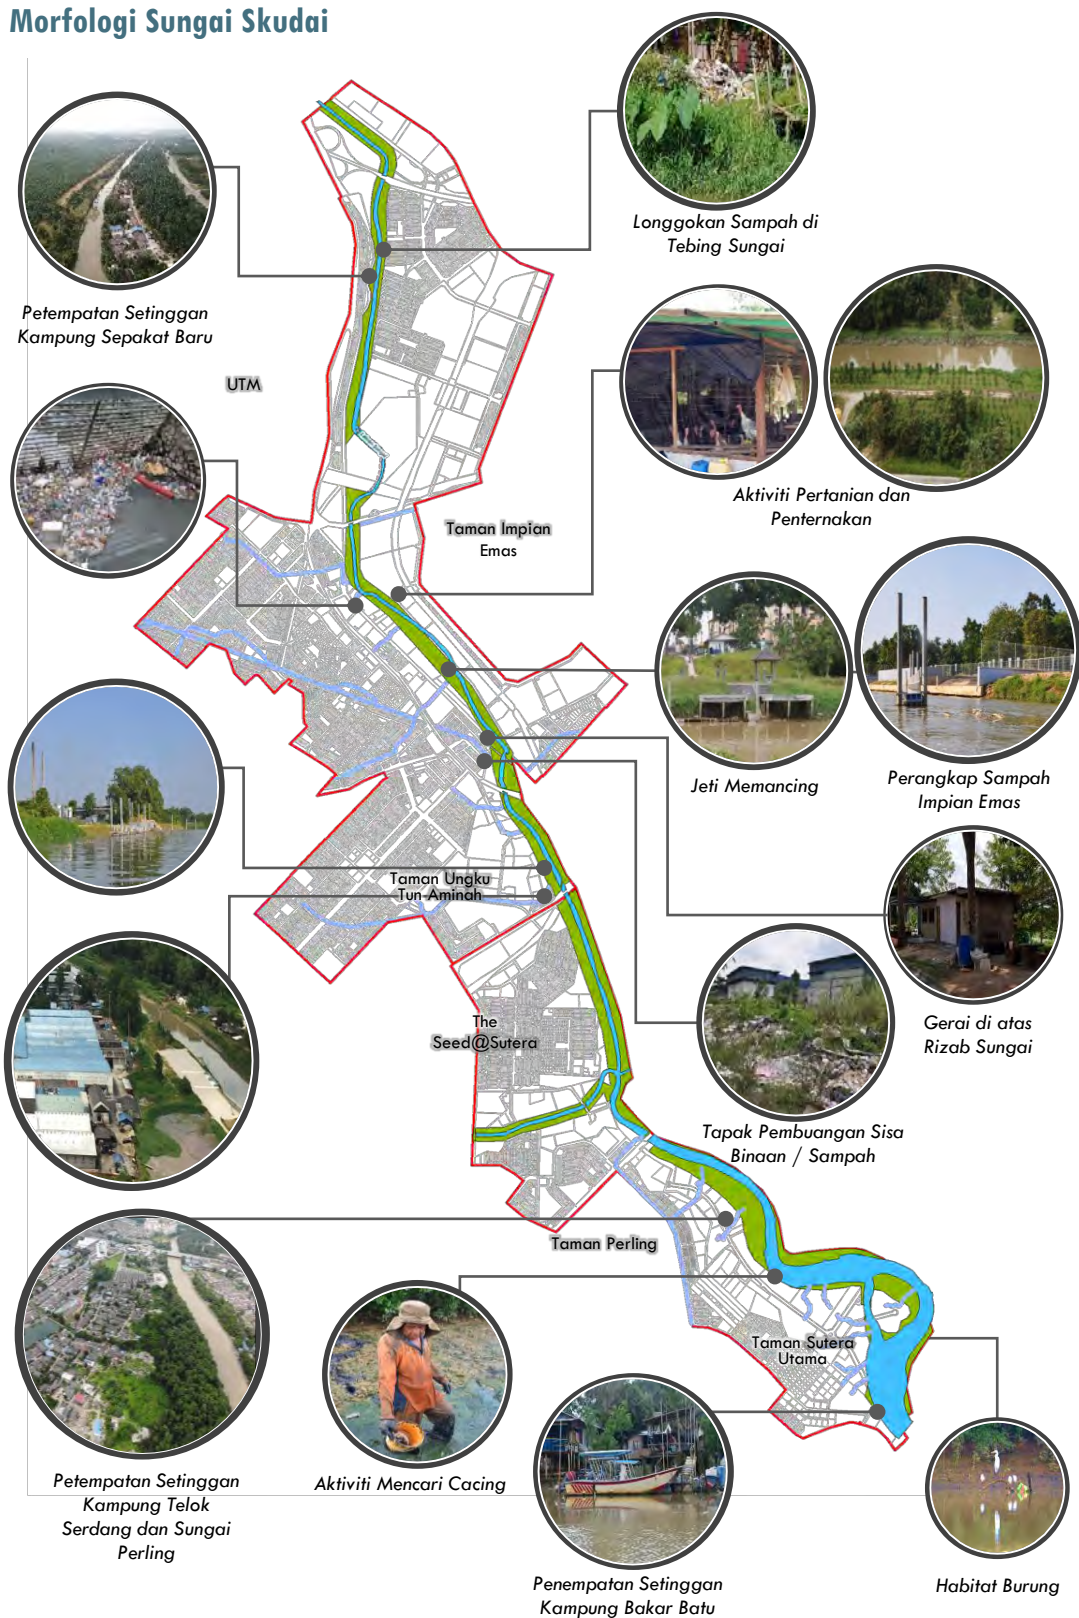 Morfologi Sungai Skudai
Longgokan Sampah di
Tebing Sungai
Petempatan Setinggan
Kampung Sepakat Baru
UTM
Aktiviti Pertanian dan
Penternakan
Taman Impian
Emas
Jeti Memancing
Perangkap Sampah
Impian Emas
Taman Ungku
Tun Aminah
Gerai di atas
Rizab Sungai
The
Seed@Sutera
Tapak Pembuangan Sisa
Binaan / Sampah
Taman Perling
Taman Sutera
Utama
Petempatan Setinggan
Kampung Telok
Serdang dan Sungai
Perling
Aktiviti Mencari Cacing
Penempatan Setinggan
Kampung Bakar Batu
Habitat Burung